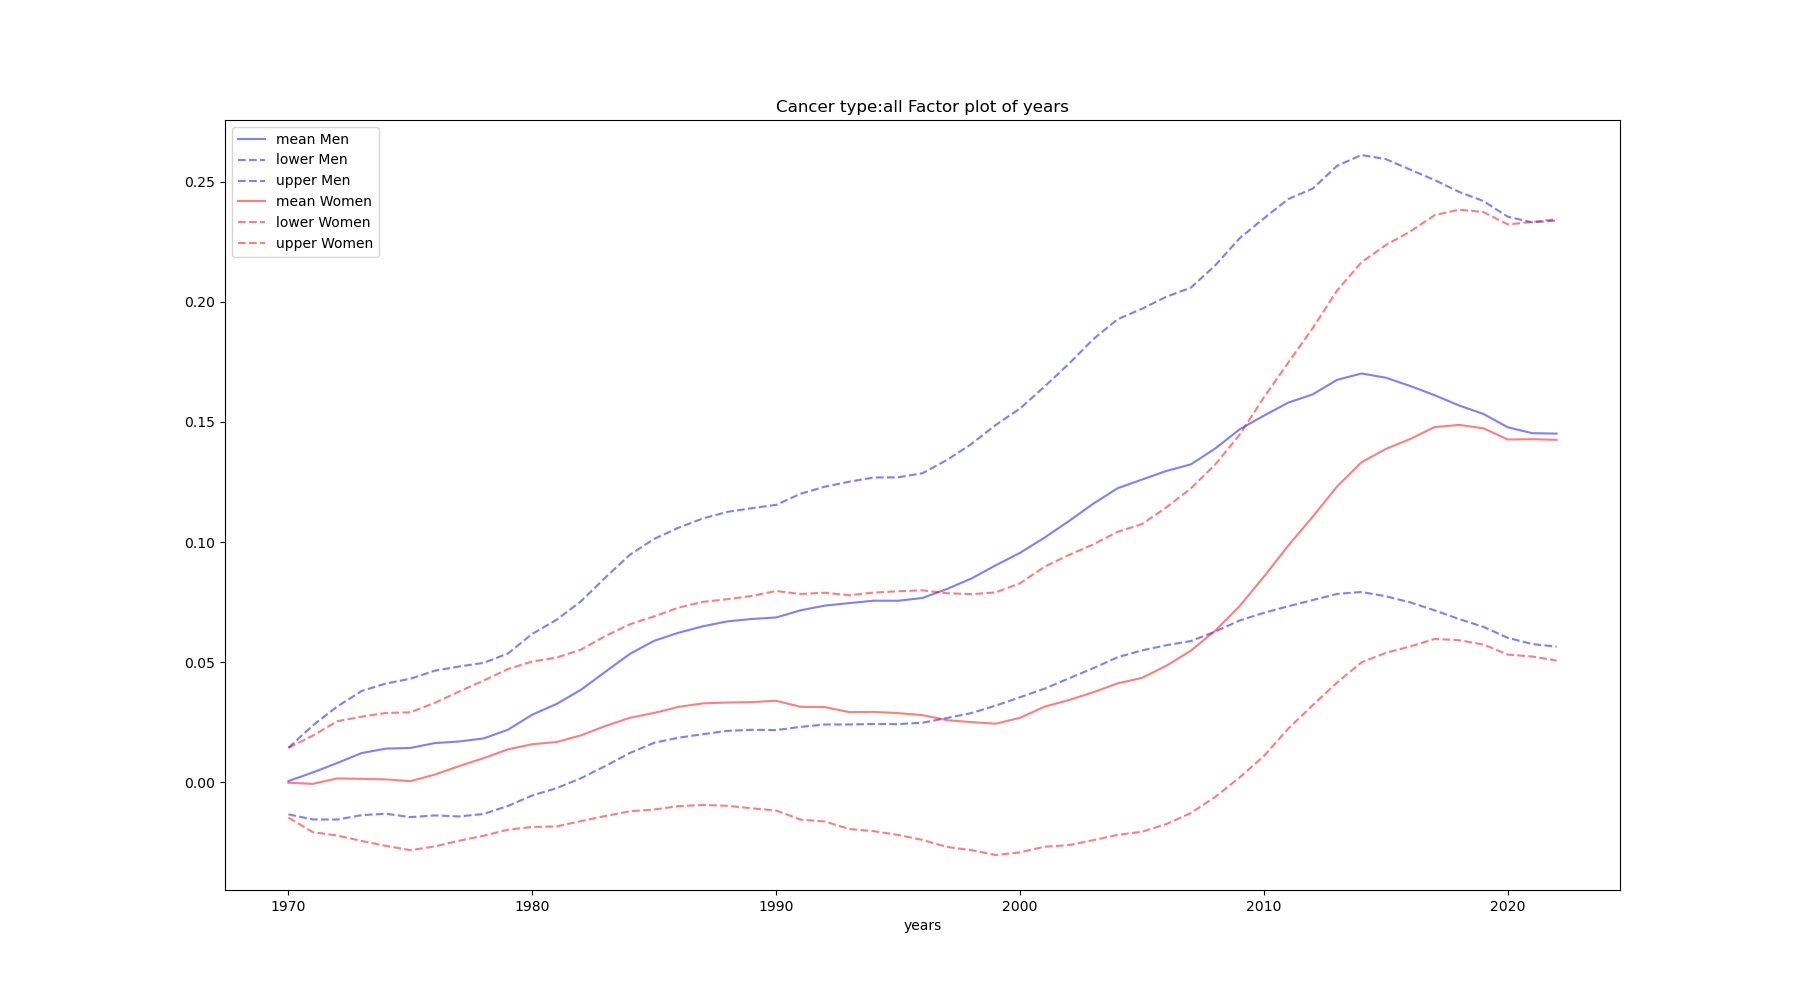 Cancer type:all Factor plot of years
mean Men
lower Men
upper Men
mean Women
lower Women
upper Women
0.25
0.20
0.15
0.10
0.05
0.00
1970 1980 1990 2000 2010 2020
years